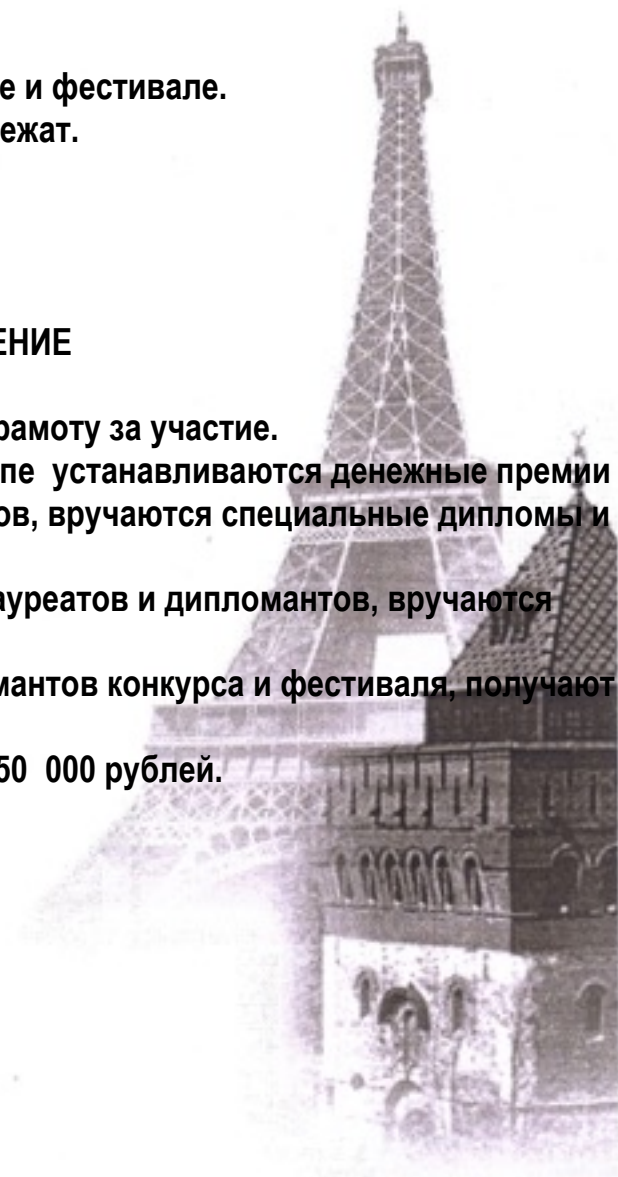 е и фестивале.
ежат.
ЕНИЕ
рамоту за участие.
пе устанавливаются денежные премии
ов, вручаются специальные дипломы и
ауреатов и дипломантов, вручаются
мантов конкурса и фестиваля, получают
50 000 рублей.